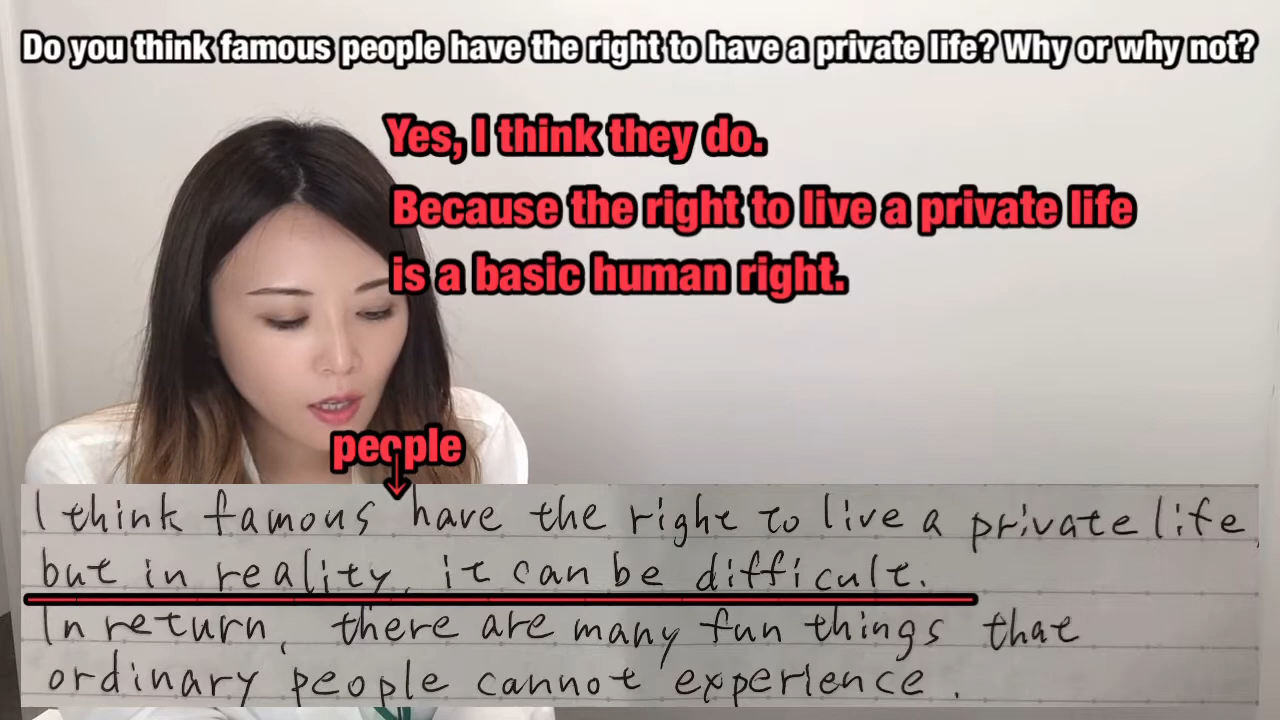 Do you think famous people have the right to have a private life? Why or why not?
Yes, I think they do.
Because the right to live a private life
is a basic human right.
people
I think famous have the right to live a private life,
but in reality, it can be difficult.
In return, there are many fun things that
ordinary people cannot experience.